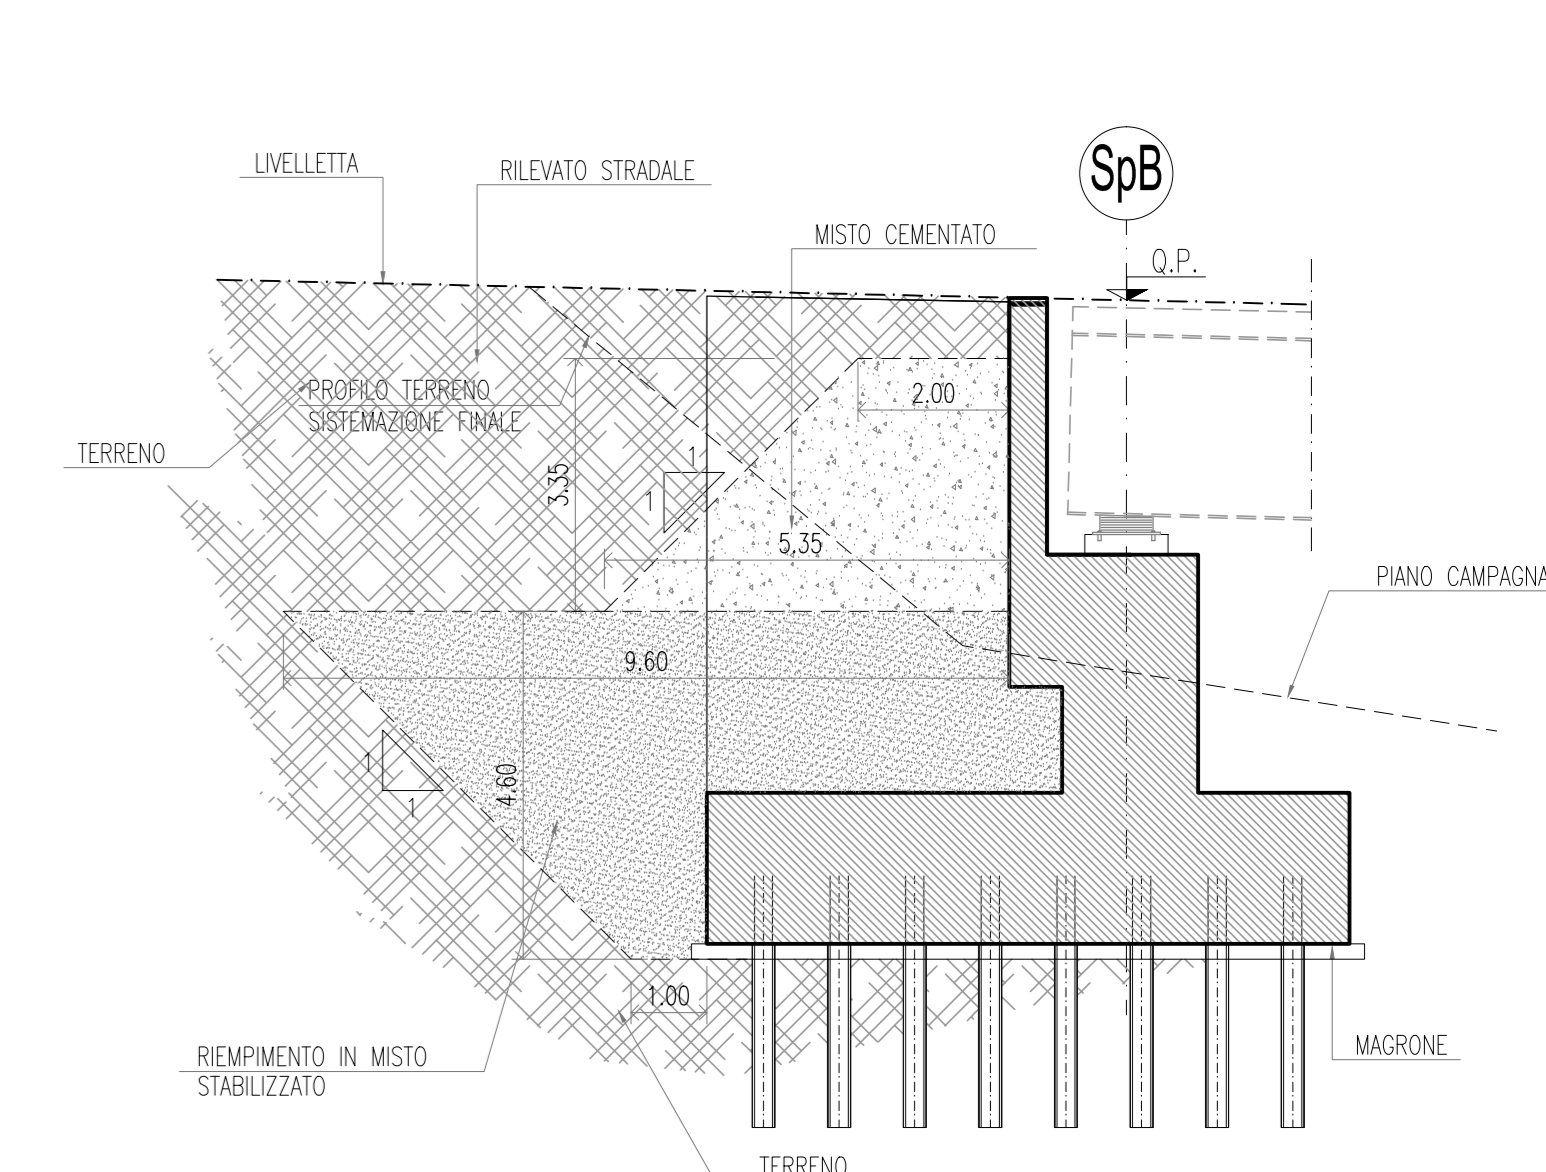 SpB
LIVELLETTA
RILEVATO STRADALE
MISTO CEMENTATO
Q.P.
PROFILO TERRENO
SISTEMAZIONE FINALE
2.00
TERRENO
3.35
1
1
5.35
PIANO CAMPAGNA
9.60
1
1
4.60
1.00
RIEMPIMENTO IN MISTO
STABILIZZATO
MAGRONE
TERRENO